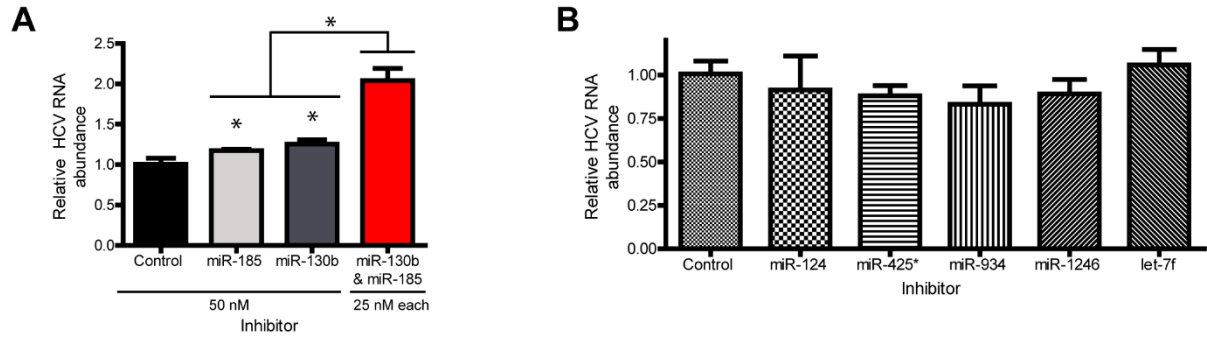 A
Relative HCV RNA
abundance
2.5
2.0
1.5
1.0
0.5
0.0
*
*
*
Control
miR-185
miR-130b
miR-130b
& miR-185
50 nM
25 nM each
Inhibitor
B
Relative HCV RNA
abundance
1.00
0.75
0.50
0.25
0.00
Control
miR-124
miR-425*
miR-934
miR-1246
let-7f
Inhibitor